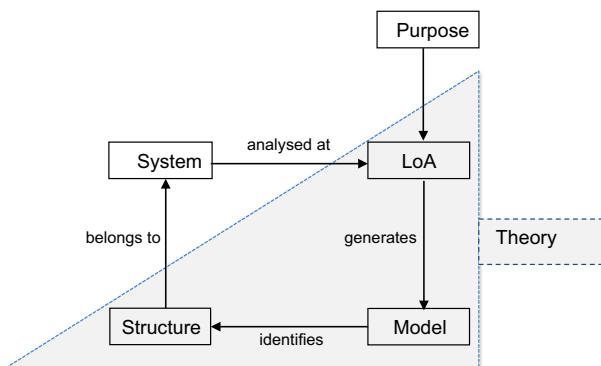 Purpose
analysed at
System
LoA
belongs to
generates
Theory
Structure
identifies
Model